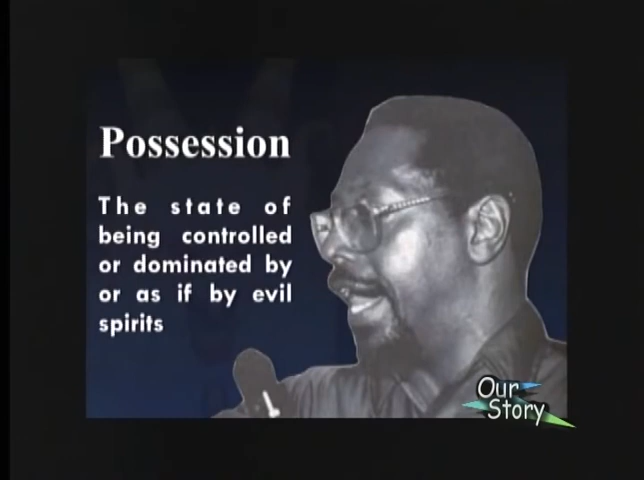 Possession
The state of
being controlled
or dominated by
or as if by evil
spirits
Our
Story